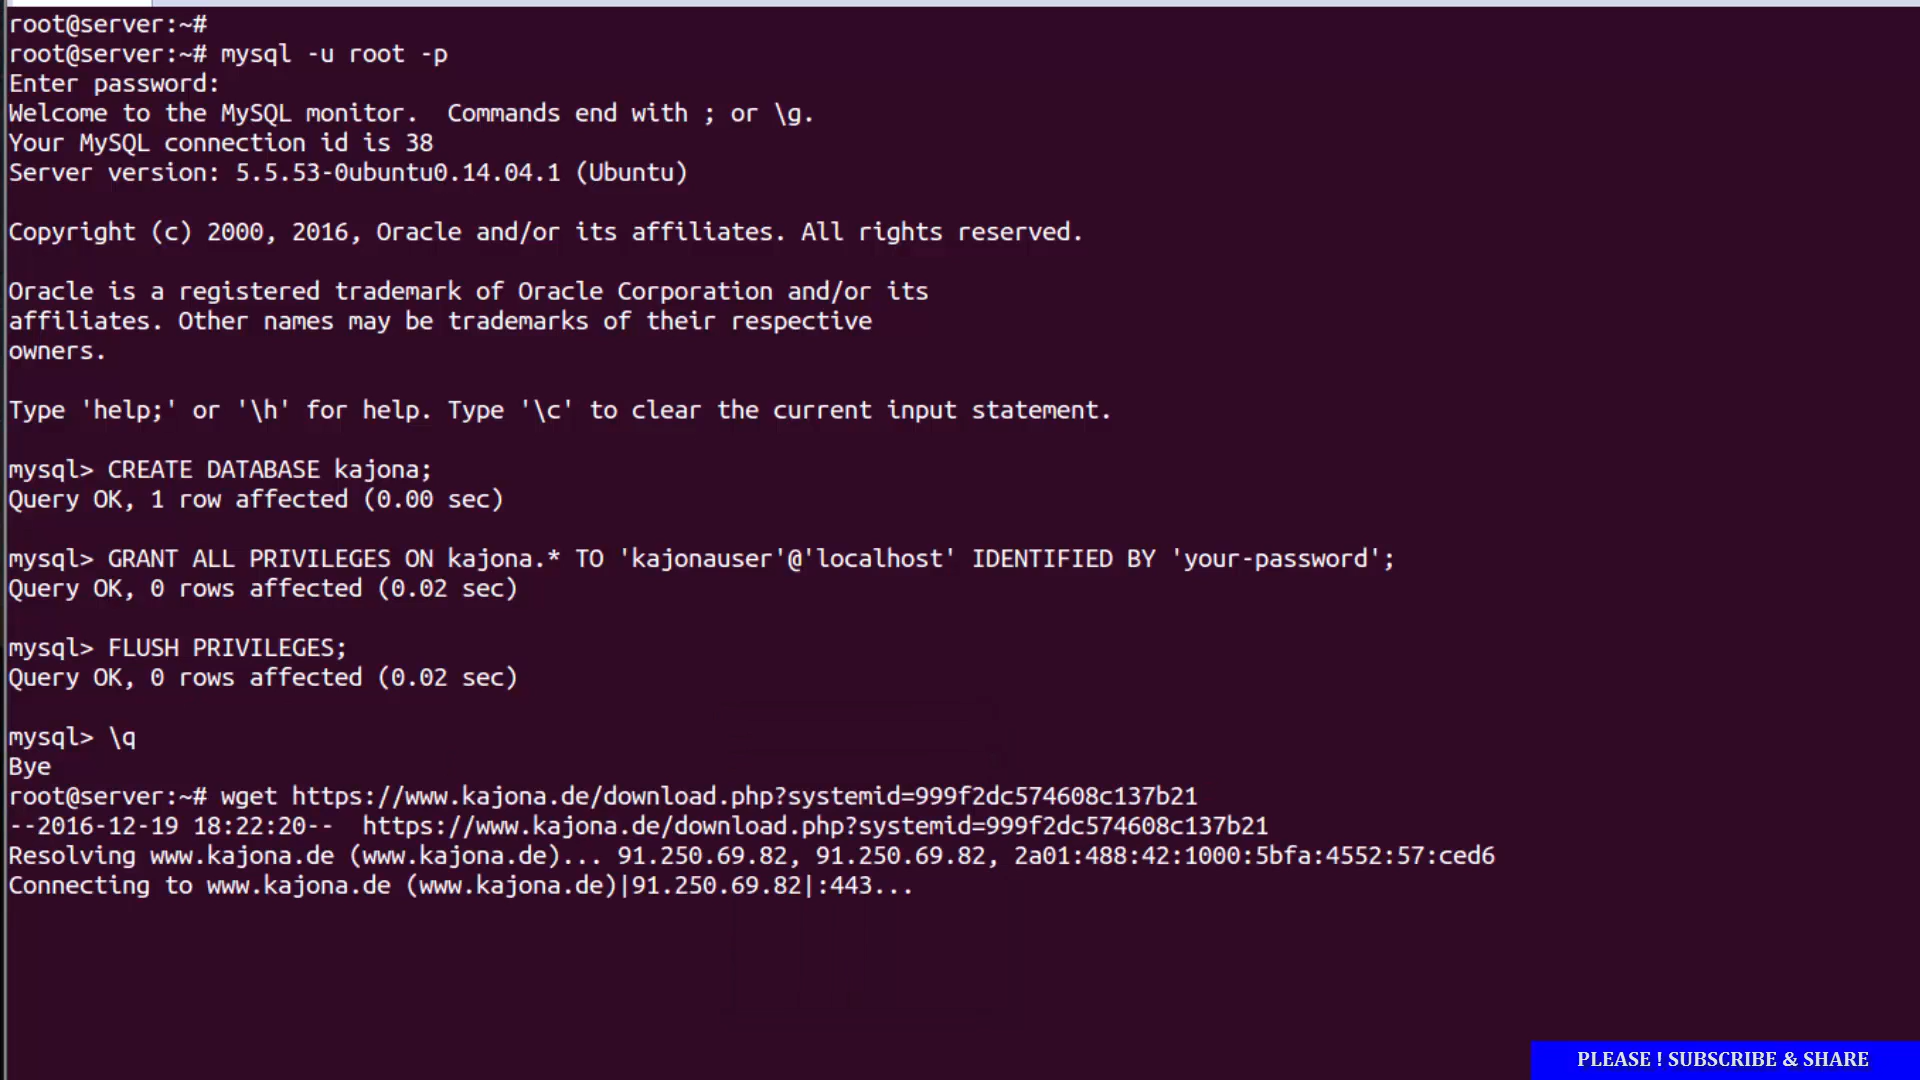 root@server:~#
root@server:~# mysql -u root -p
Enter password:
Welcome to the MySQL monitor.  Commands end with ; or \g.
Your MySQL connection id is 38
Server version: 5.5.53-0ubuntu0.14.04.1 (Ubuntu)
Copyright (c) 2000, 2016, Oracle and/or its affiliates. All rights reserved.
Oracle is a registered trademark of Oracle Corporation and/or its
affiliates. Other names may be trademarks of their respective
owners.
Type 'help;' or '\h' for help. Type '\c' to clear the current input statement.
mysql> CREATE DATABASE kajona;
Query OK, 1 row affected (0.00 sec)
mysql> GRANT ALL PRIVILEGES ON kajona.* TO 'kajonauser'@'localhost' IDENTIFIED BY 'your-password';
Query OK, 0 rows affected (0.02 sec)
mysql> FLUSH PRIVILEGES;
Query OK, 0 rows affected (0.02 sec)
mysql> \q
Bye
root@server:~# wget https://www.kajona.de/download.php?systemid=999f2dc574608c137b21
--2016-12-19 18:22:20--  https://www.kajona.de/download.php?systemid=999f2dc574608c137b21
Resolving www.kajona.de (www.kajona.de)... 91.250.69.82, 91.250.69.82, 2a01:488:42:1000:5bfa:4552:57:ced6
Connecting to www.kajona.de (www.kajona.de)|91.250.69.82|:443...
PLEASE ! SUBSCRIBE & SHARE